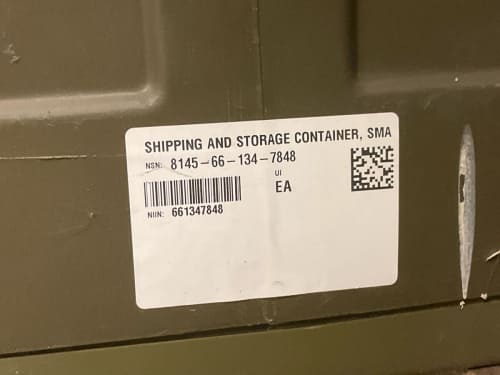 SHIPPING AND STORAGE CONTAINER, SMA
NSN: 8145-66-134-7848
UI
EA
NIIN: 661347848